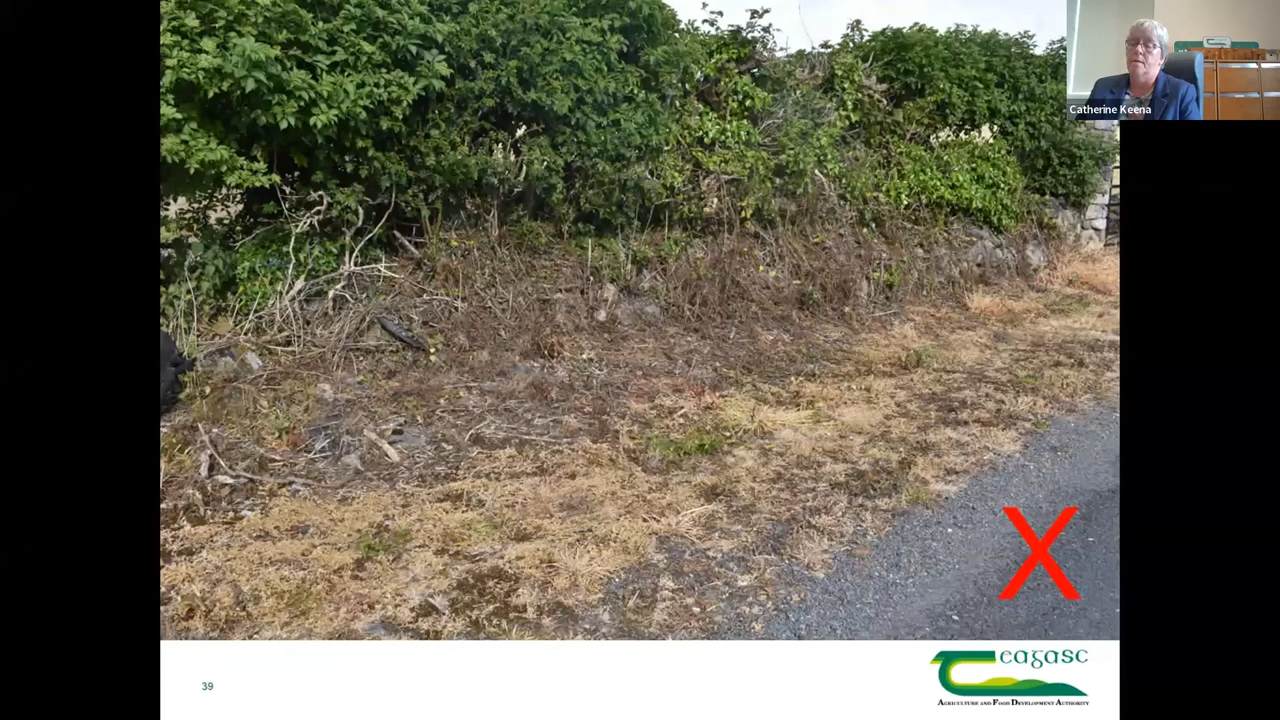 Catherine Keena
X
39
teagasc
AGRICULTURE AND FOOD DEVELOPMENT AUTHORITY